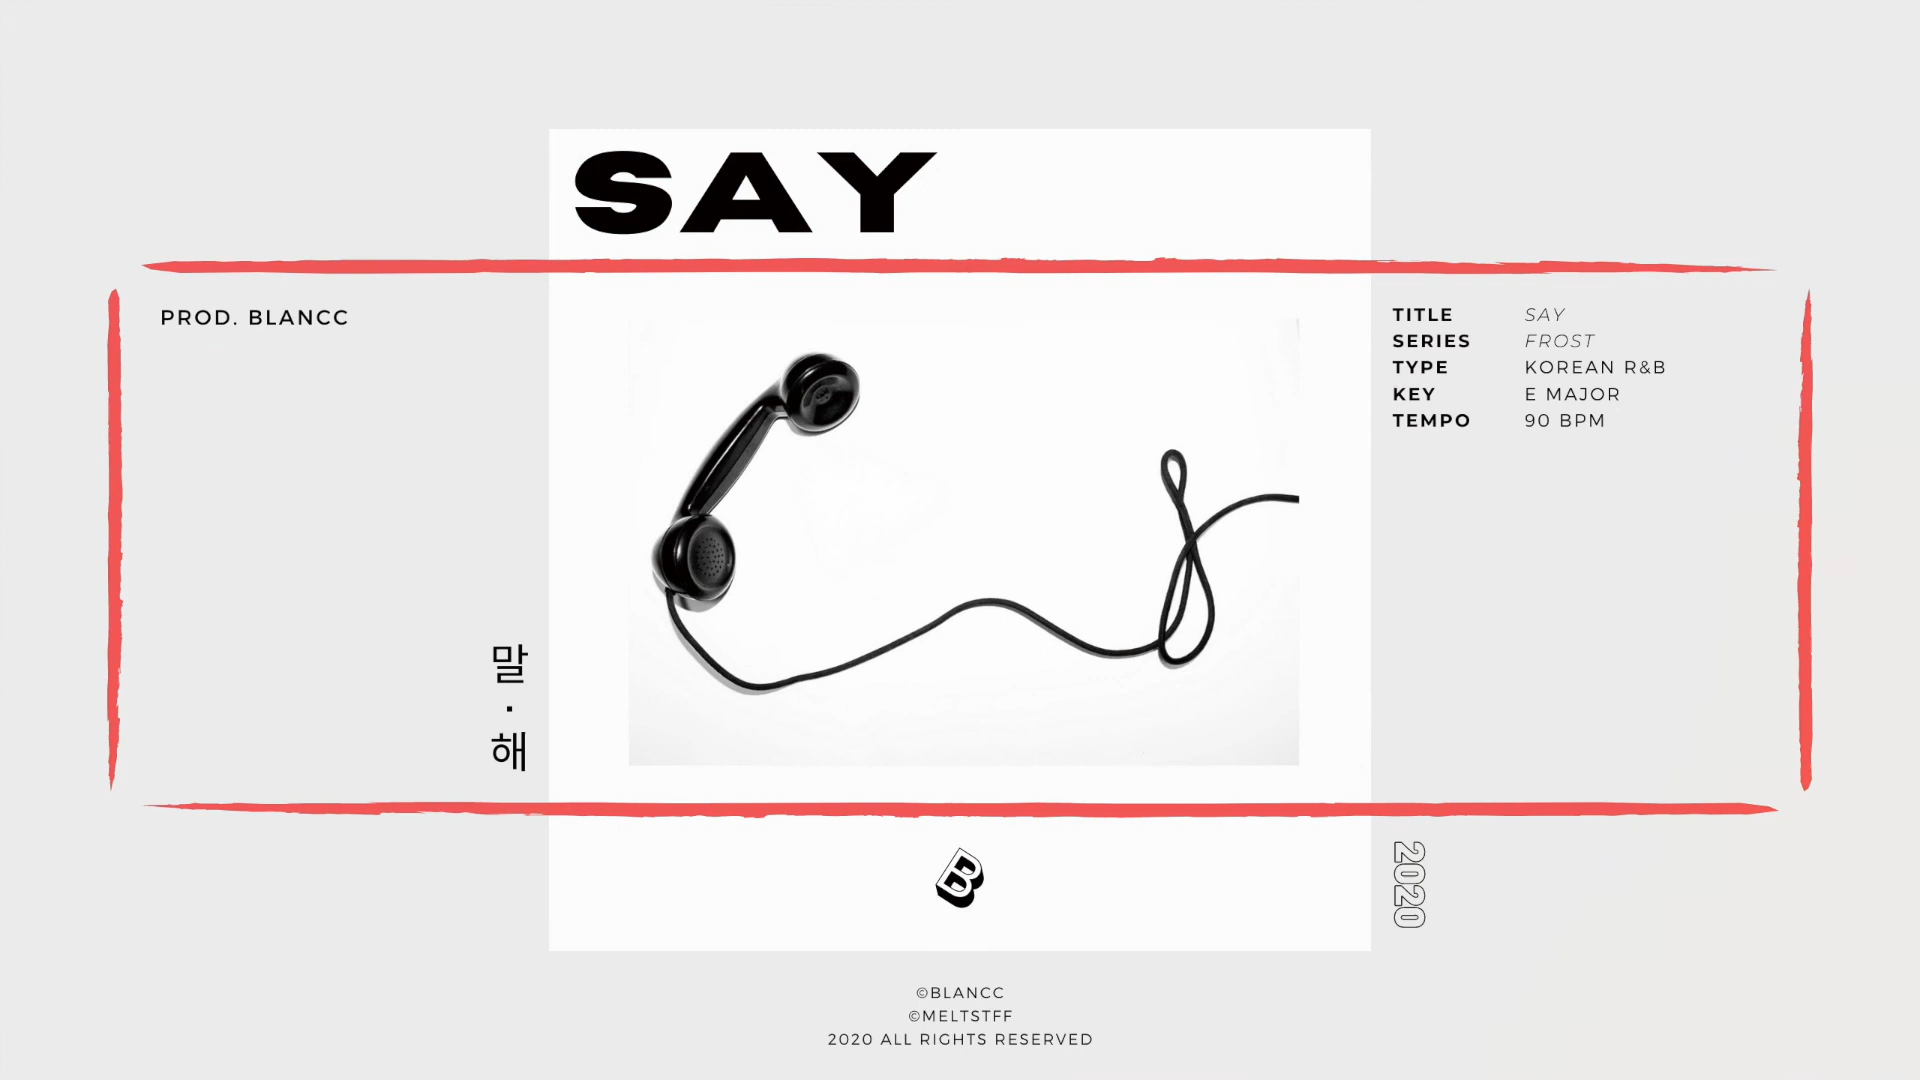 SAY
PROD. BLANCC
TITLE SAY
SERIES FROST
TYPE KOREAN R&B
KEY E MAJOR
TEMPO 90 BPM
말
·
해
B
2020
©BLANCC
©MELTSTFF
2020 ALL RIGHTS RESERVED